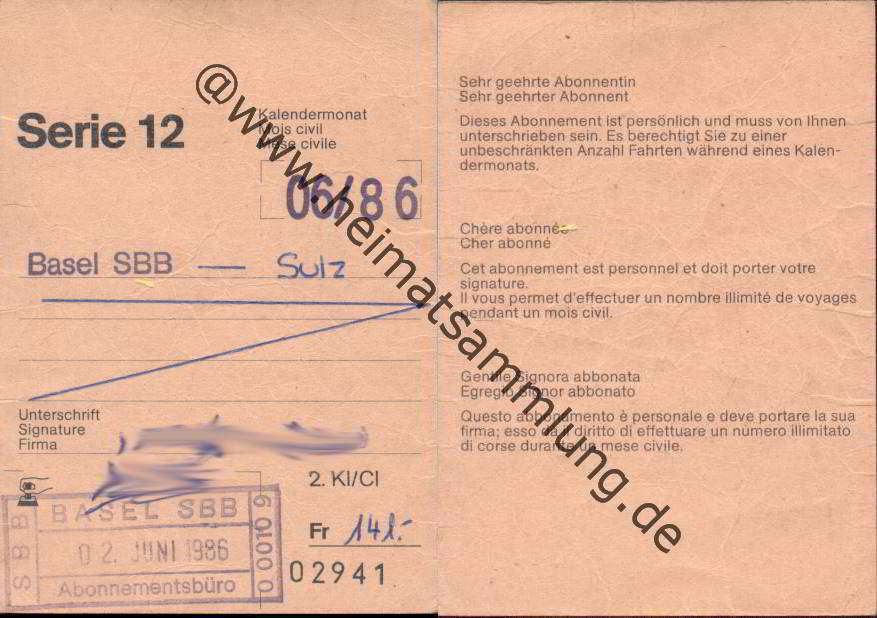 Serie 12
Kalendermonat
Mois civil
Mese civile
06/86
Basel SBB — Sulz
Unterschrift
Signature
Firma
2. Kl/Cl
Fr 141.-
02941
SBB
BASEL SBB
02. JUNI 1986
Abonnementsbüro
00109
Sehr geehrte Abonnentin
Sehr geehrter Abonnent
Dieses Abonnement ist persönlich und muss von Ihnen
unterschrieben sein. Es berechtigt Sie zu einer
unbeschränkten Anzahl Fahrten während eines Kalen-
dermonats.
Chère abonnée
Cher abonné
Cet abonnement est personnel et doit porter votre
signature.
Il vous permet d'effectuer un nombre illimité de voyages
pendant un mois civil.
Gentile Signora abbonata
Egregio Signor abbonato
Questo abbonamento è personale e deve portare la sua
firma; esso dà il diritto di effettuare un numero illimitato
di corse durante un mese civile.
@www.heimatsammlung.de